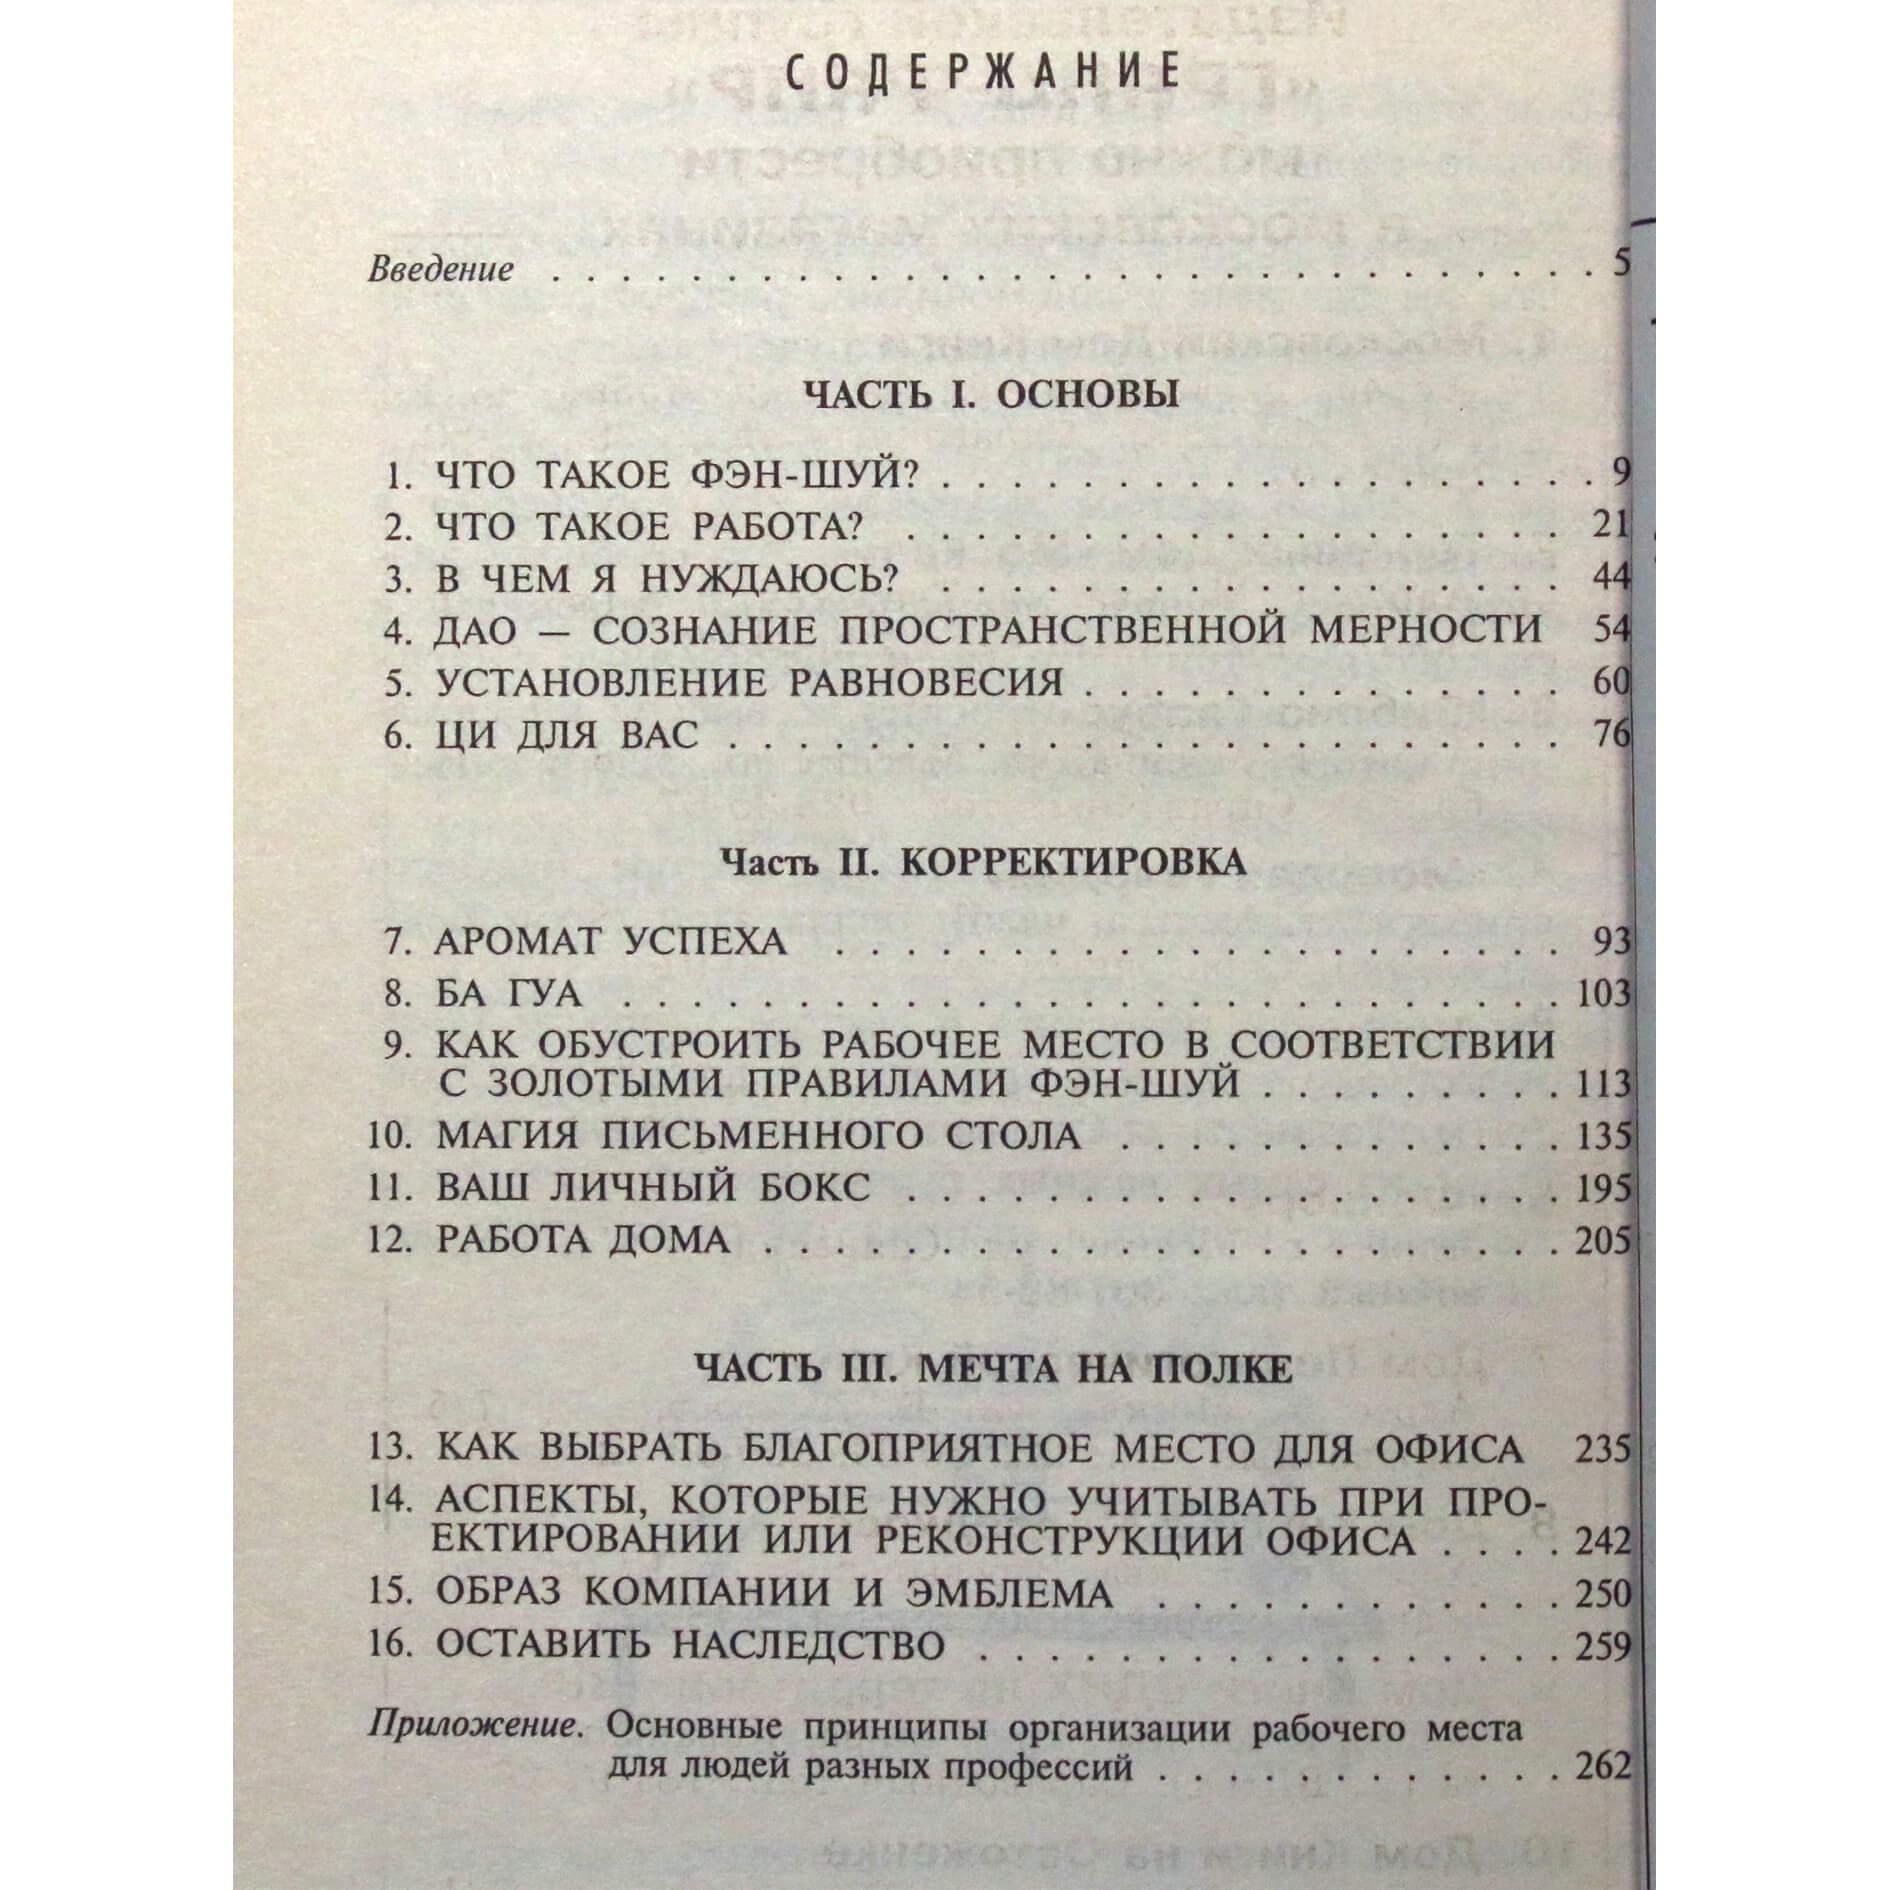 СОДЕРЖАНИЕ
Введение . . . . . . . . . . . . . . . . . . . . . . . . . . . . . . 5
ЧАСТЬ I. ОСНОВЫ
1. ЧТО ТАКОЕ ФЭН-ШУЙ? . . . . . . . . . . . . . . . . . . . 9
2. ЧТО ТАКОЕ РАБОТА? . . . . . . . . . . . . . . . . . . . 21
3. В ЧЕМ Я НУЖДАЮСЬ? . . . . . . . . . . . . . . . . . . 44
4. ДАО — СОЗНАНИЕ ПРОСТРАНСТВЕННОЙ МЕРНОСТИ 54
5. УСТАНОВЛЕНИЕ РАВНОВЕСИЯ . . . . . . . . . . . . . . 60
6. ЦИ ДЛЯ ВАС . . . . . . . . . . . . . . . . . . . . . . . . 76
Часть II. КОРРЕКТИРОВКА
7. АРОМАТ УСПЕХА . . . . . . . . . . . . . . . . . . . . . 93
8. БА ГУА . . . . . . . . . . . . . . . . . . . . . . . . . . . 103
9. КАК ОБУСТРОИТЬ РАБОЧЕЕ МЕСТО В СООТВЕТСТВИИ
С ЗОЛОТЫМИ ПРАВИЛАМИ ФЭН-ШУЙ . . . . . . . . . 113
10. МАГИЯ ПИСЬМЕННОГО СТОЛА . . . . . . . . . . . . . 135
11. ВАШ ЛИЧНЫЙ БОКС . . . . . . . . . . . . . . . . . . . 195
12. РАБОТА ДОМА . . . . . . . . . . . . . . . . . . . . . . . 205
ЧАСТЬ III. МЕЧТА НА ПОЛКЕ
13. КАК ВЫБРАТЬ БЛАГОПРИЯТНОЕ МЕСТО ДЛЯ ОФИСА 235
14. АСПЕКТЫ, КОТОРЫЕ НУЖНО УЧИТЫВАТЬ ПРИ ПРО-
ЕКТИРОВАНИИ ИЛИ РЕКОНСТРУКЦИИ ОФИСА . . . . 242
15. ОБРАЗ КОМПАНИИ И ЭМБЛЕМА . . . . . . . . . . . . 250
16. ОСТАВИТЬ НАСЛЕДСТВО . . . . . . . . . . . . . . . . . 259
Приложение. Основные принципы организации рабочего места
для людей разных профессий . . . . . . . . . . . . 262